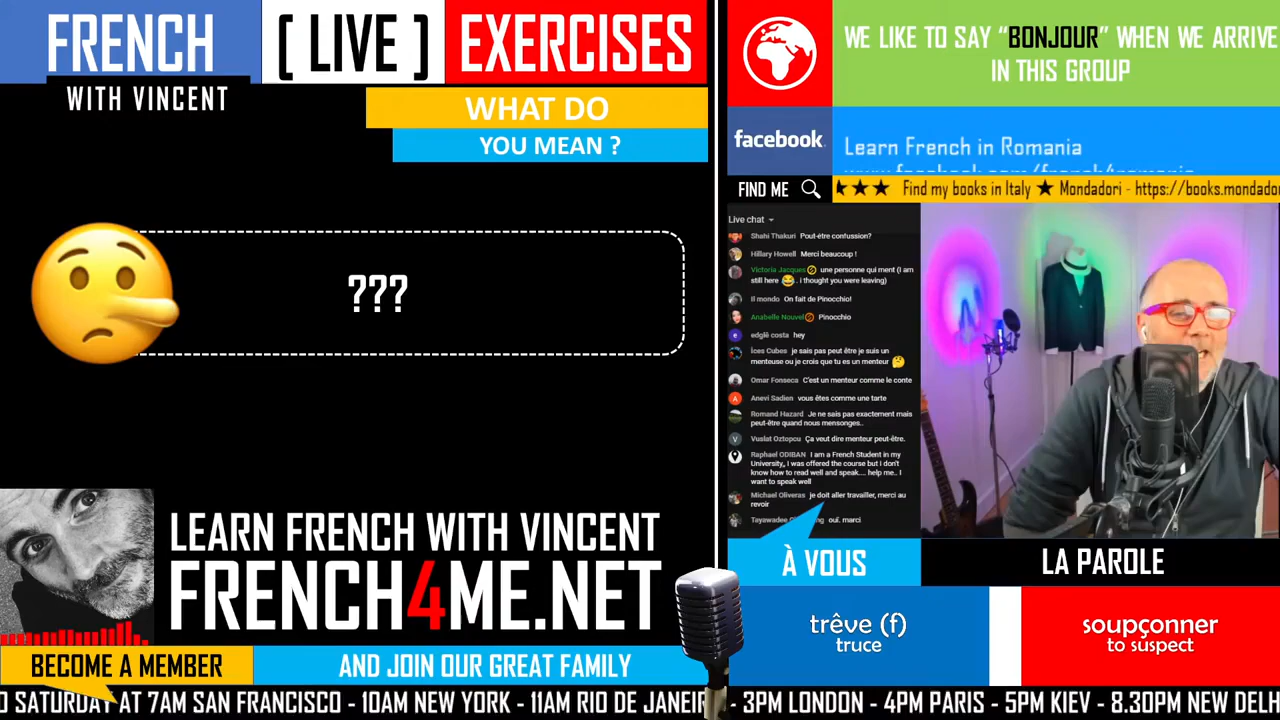 FRENCH
[ LIVE ]
EXERCISES
WITH VINCENT
WHAT DO
YOU MEAN ?
???
LEARN FRENCH WITH VINCENT
FRENCH4ME.NET
BECOME A MEMBER
AND JOIN OUR GREAT FAMILY
WE LIKE TO SAY “BONJOUR” WHEN WE ARRIVE
IN THIS GROUP
facebook.
Learn French in Romania
FIND ME
★★★ Find my books in Italy ★ Mondadori - https://books.mondado
Live chat
Shahi Thakuri Pout-être confussion?
Hillary Howell Merci beaucoup !
Victoria Jacques une personne qui ment (I am
still here 😂 . i thought you were leaving)
Il mondo On fait de Pinocchio!
Anabelle Nouvel Pinocchio
edglê costa hey
İces Cubes je sais pas peut être je suis un
menteuse ou je crois que tu es un menteur 🤔
Omar Fonseca C'est un menteur comme le conte
Anevi Sadien vous êtes comme un tarte
Romand Hazard Je ne sais pas exactement mais
peut-être quand nous mensonges..
Vuslat Oztopcu Ça veut dire menteur peut-être.
Raphael ODIBAN I am a French Student in my
University,, I was offered the course but I don't
know how to read well and speak.... help me.. I
want to speak well
Michael Oliveras je doit aller travailler, merci au
revoir
Tayawadee ouï. marci
À VOUS
LA PAROLE
trêve (f)
truce
soupçonner
to suspect
D SATURDAY AT 7AM SAN FRANCISCO - 10AM NEW YORK - 11AM RIO DE JANEIR - 3PM LONDON - 4PM PARIS - 5PM KIEV - 8.30PM NEW DELH